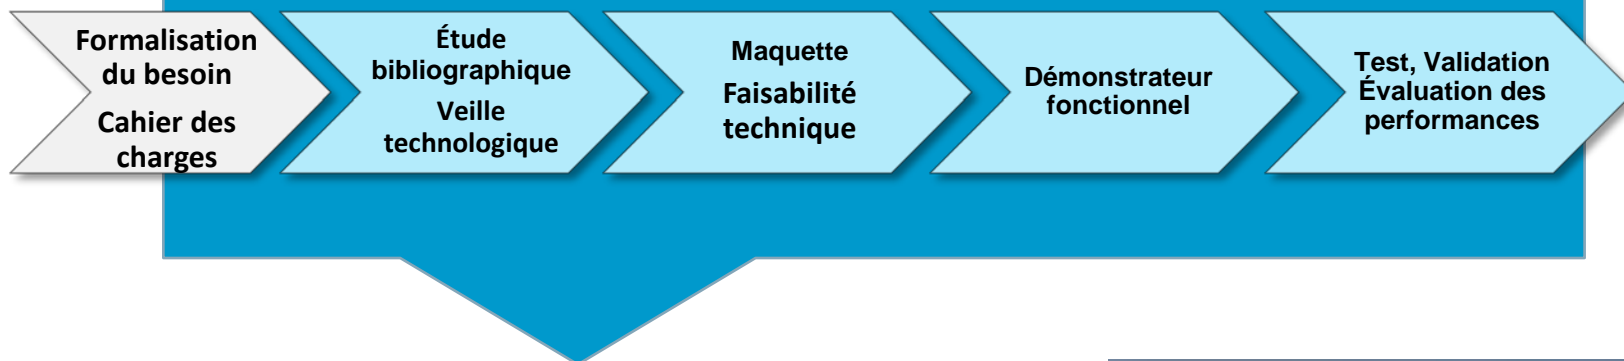 Formalisation
du besoin
Cahier des
charges
Étude
bibliographique
Veille
technologique
Maquette
Faisabilité
technique
Démonstrateur
fonctionnel
Test, Validation
Évaluation des
performances